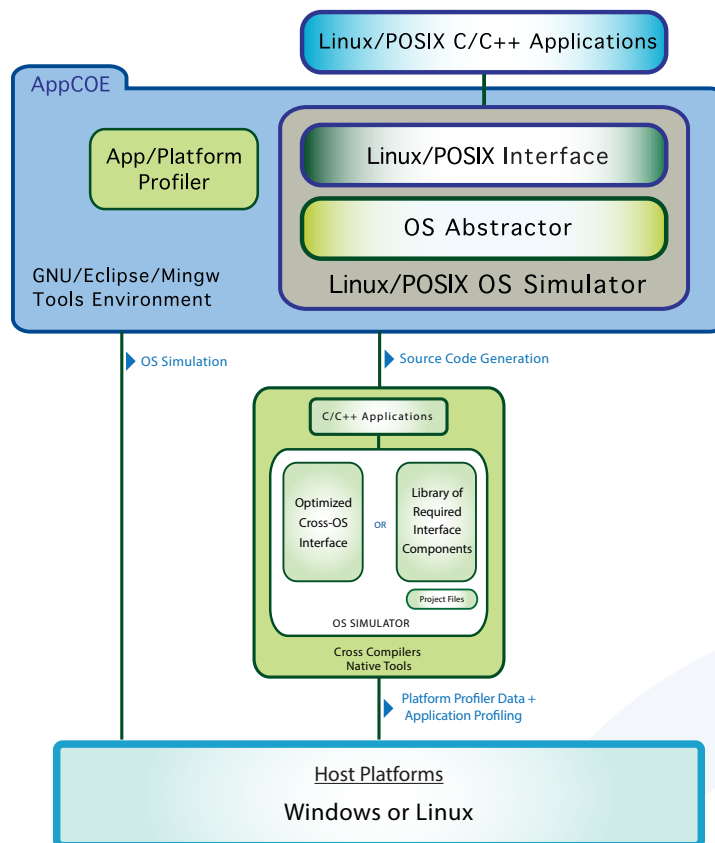 Linux/POSIX C/C++ Applications
AppCOE
App/Platform
Profiler
Linux/POSIX Interface
OS Abstractor
GNU/Eclipse/Mingw
Tools Environment
Linux/POSIX OS Simulator
OS Simulation
Source Code Generation
C/C++ Applications
Optimized
Cross-OS
Interface
OR
Library of
Required
Interface
Components
Project Files
OS SIMULATOR
Cross Compilers
Native Tools
Platform Profiler Data +
Application Profiling
Host Platforms
Windows or Linux